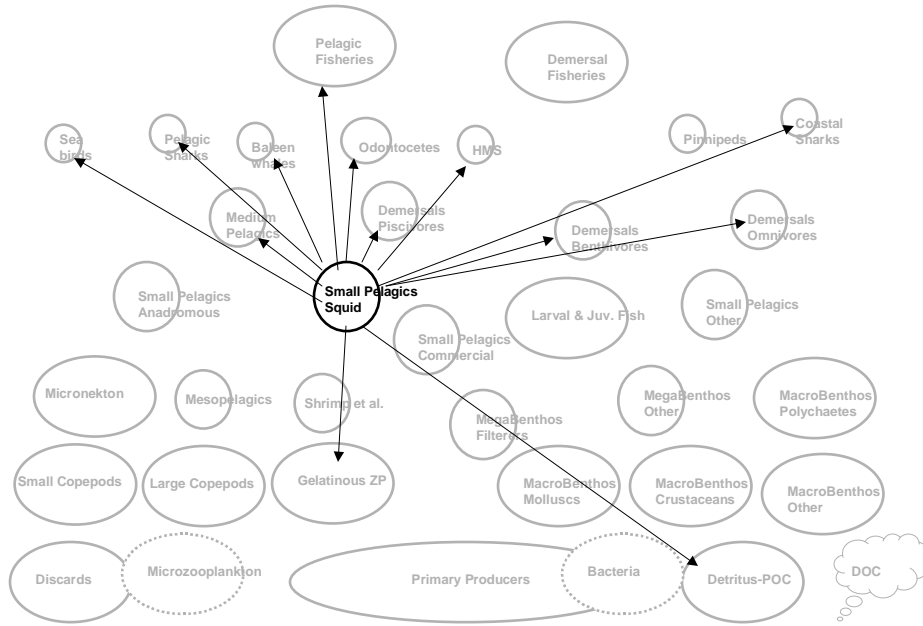 Pelagic
Fisheries
Demersal
Fisheries
Sea
birds
Pelagic
Sharks
Baleen
whales
Odontocetes
HMS
Pinnipeds
Coastal
Sharks
Medium
Pelagics
Demersals
Piscivores
Demersals
Benthivores
Demersals
Omnivores
Small Pelagics
Anadromous
Small Pelagics
Squid
Small Pelagics
Commercial
Larval & Juv. Fish
Small Pelagics
Other
Micronekton
Mesopelagics
Shrimp et al.
MegaBenthos
Filterers
MegaBenthos
Other
MacroBenthos
Polychaetes
Small Copepods
Large Copepods
Gelatinous ZP
MacroBenthos
Molluscs
MacroBenthos
Crustaceans
MacroBenthos
Other
Discards
Microzooplankton
Primary Producers
Bacteria
Detritus-POC
DOC